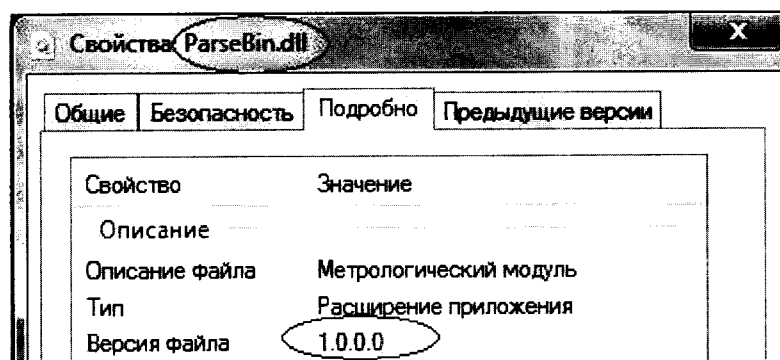 Свойства: ParseBin.dll
Общие Безопасность Подробно Предыдущие версии
Свойство Значение
Описание
Описание файла Метрологический модуль
Тип Расширение приложения
Версия файла 1.0.0.0